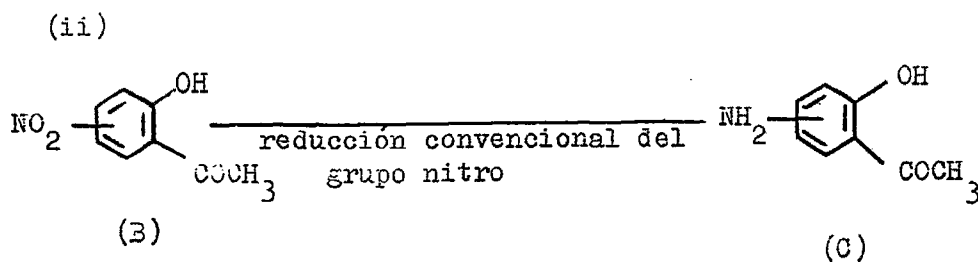 (ii)
OH
NO2
COCH3
(B)
reducción convencional del
grupo nitro
OH
NH2
COCH3
(C)